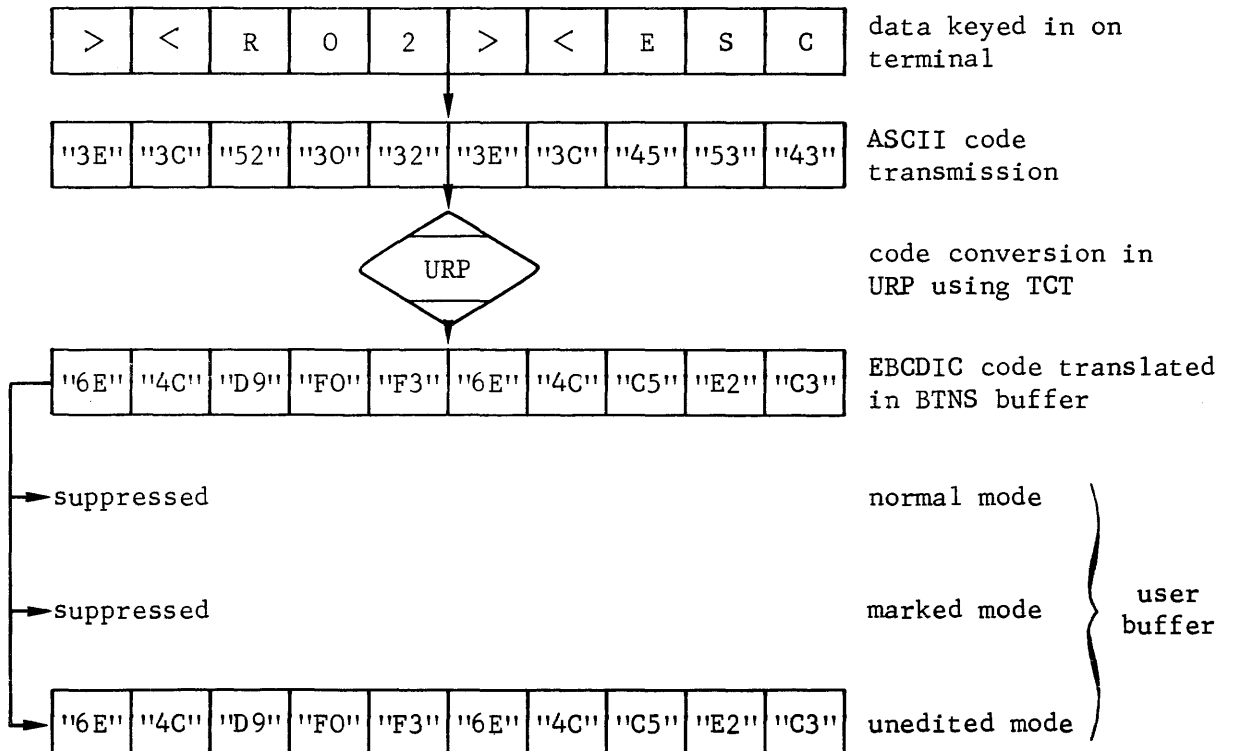 > < R O 2 > < E S C data keyed in on
terminal
"3E" "3C" "52" "30" "32" "3E" "3C" "45" "53" "43" ASCII code
transmission
URP code conversion in
URP using TCT
"6E" "4C" "D9" "F0" "F3" "6E" "4C" "C5" "E2" "C3" EBCDIC code translated
in BTNS buffer
suppressed normal mode
suppressed marked mode
user
buffer
"6E" "4C" "D9" "F0" "F3" "6E" "4C" "C5" "E2" "C3" unedited mode